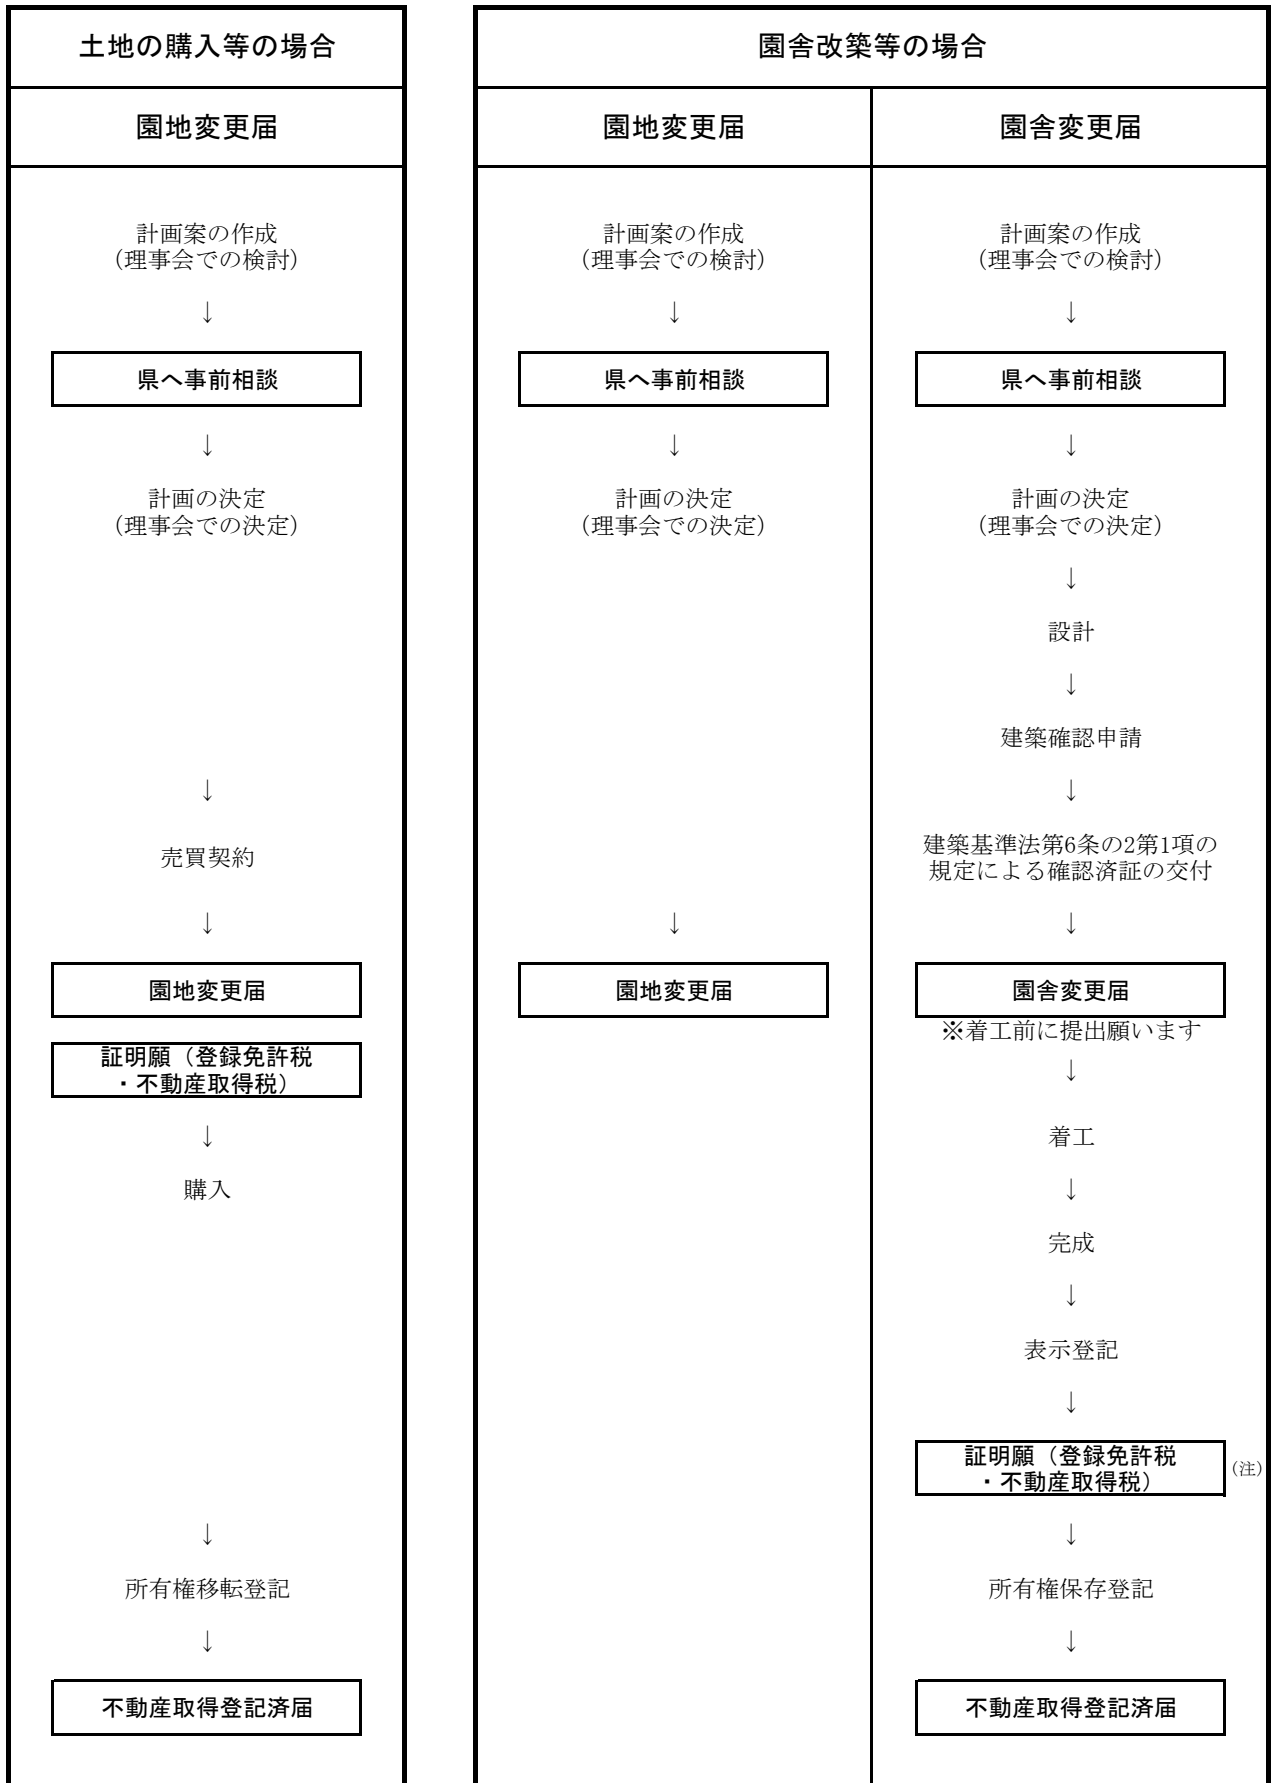 土地の購入等の場合
園地変更届
計画案の作成
（理事会での検討）
↓
県へ事前相談
↓
計画の決定
（理事会での決定）
↓
売買契約
↓
園地変更届
証明願（登録免許税
・不動産取得税）
↓
購入
↓
所有権移転登記
↓
不動産取得登記済届
園舎改築等の場合
園地変更届
計画案の作成
（理事会での検討）
↓
県へ事前相談
↓
計画の決定
（理事会での決定）
↓
園地変更届
園舎変更届
計画案の作成
（理事会での検討）
↓
県へ事前相談
↓
計画の決定
（理事会での決定）
↓
設計
↓
建築確認申請
↓
建築基準法第6条の2第1項の
規定による確認済証の交付
↓
園舎変更届
※着工前に提出願います
↓
着工
↓
完成
↓
表示登記
↓
証明願（登録免許税
・不動産取得税）
（注）
↓
所有権保存登記
↓
不動産取得登記済届